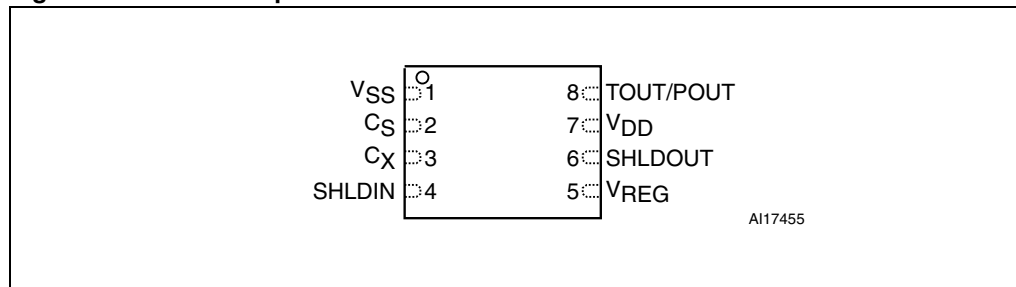 VSS 1 8 TOUT/POUT
CS 2 7 VDD
CX 3 6 SHLDOUT
SHLDIN 4 5 VREG
AI17455